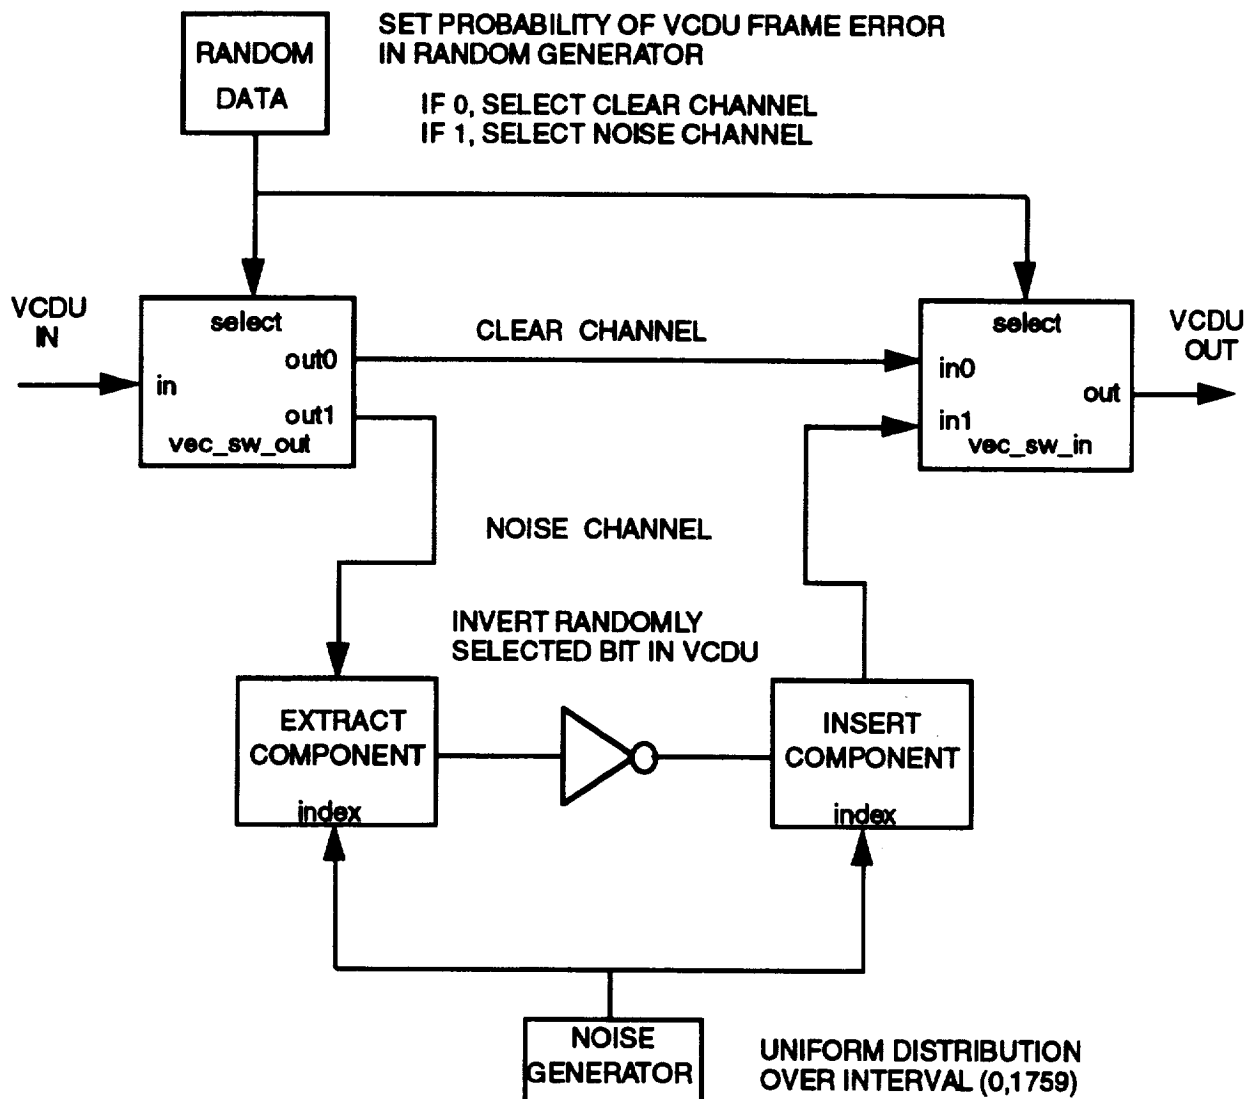 RANDOM
DATA
SET PROBABILITY OF VCDU FRAME ERROR
IN RANDOM GENERATOR
IF 0, SELECT CLEAR CHANNEL
IF 1, SELECT NOISE CHANNEL
VCDU
IN
select
in
out0
out1
vec_sw_out
CLEAR CHANNEL
select
in0
in1
out
vec_sw_in
VCDU
OUT
NOISE CHANNEL
INVERT RANDOMLY
SELECTED BIT IN VCDU
EXTRACT
COMPONENT
index
INSERT
COMPONENT
index
NOISE
GENERATOR
UNIFORM DISTRIBUTION
OVER INTERVAL (0,1759)